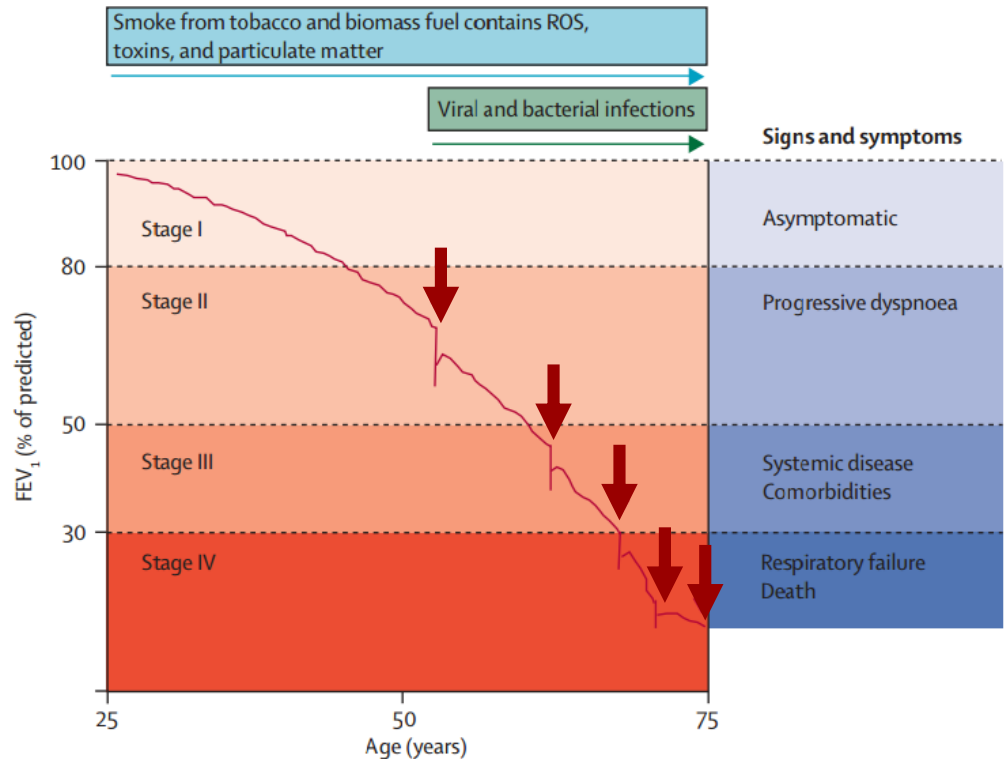 Smoke from tobacco and biomass fuel contains ROS,
toxins, and particulate matter
Viral and bacterial infections
Signs and symptoms
100
Stage I
Asymptomatic
80
Stage II
Progressive dyspnoea
FEV1 (% of predicted)
50
Stage III
Systemic disease
Comorbidities
30
Stage IV
Respiratory failure
Death
25
50
75
Age (years)